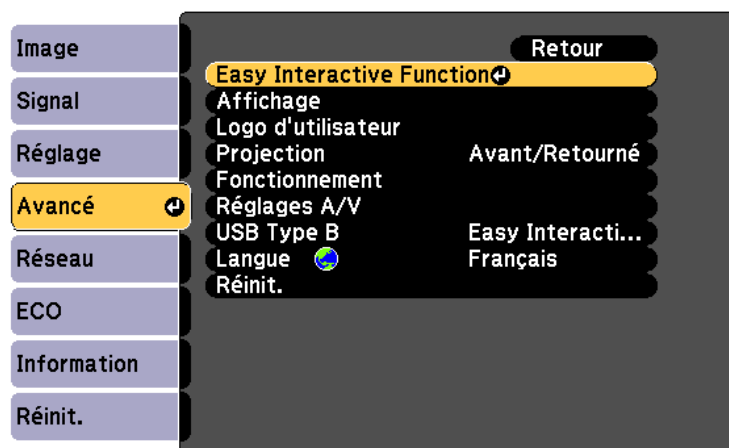 Image
Signal
Réglage
Avancé
Réseau
ECO
Information
Réinit.
Retour
Easy Interactive Function
Affichage
Logo d'utilisateur
Projection Avant/Retourné
Fonctionnement
Réglages A/V
USB Type B Easy Interacti...
Langue Français
Réinit.